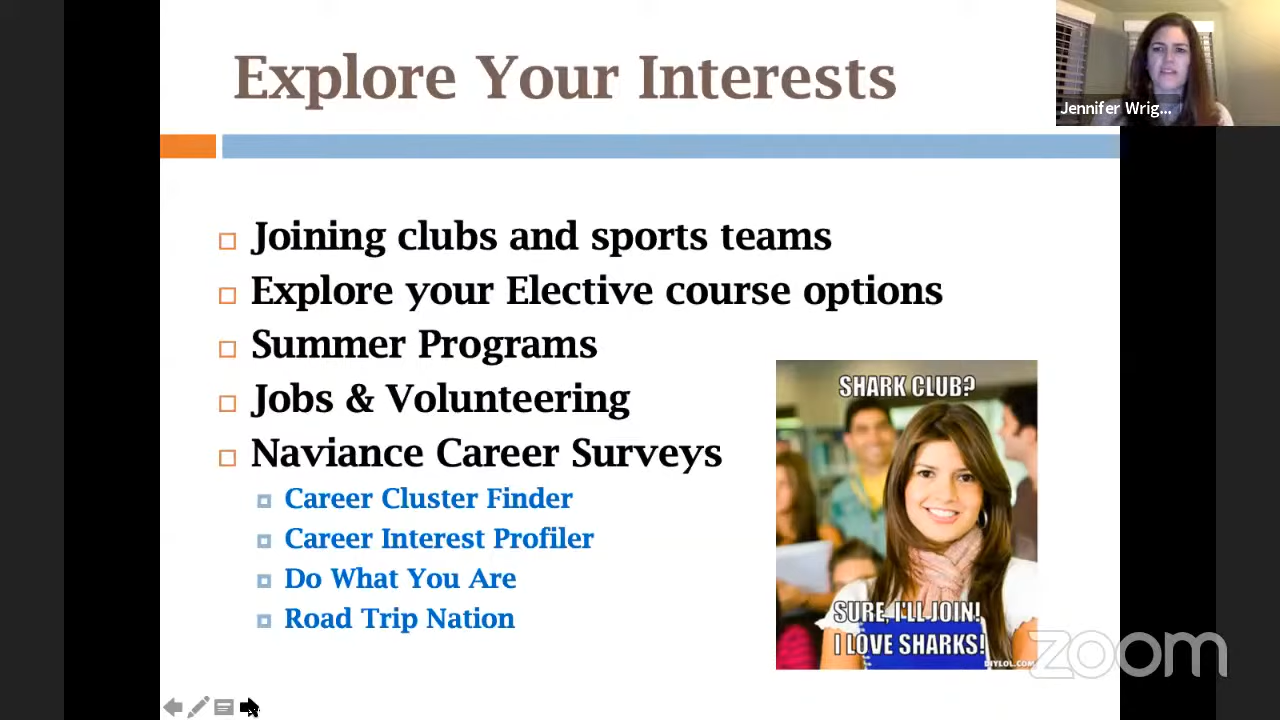 Explore Your Interests
Jennifer Wrig...
Joining clubs and sports teams
Explore your Elective course options
Summer Programs
Jobs & Volunteering
Naviance Career Surveys
Career Cluster Finder
Career Interest Profiler
Do What You Are
Road Trip Nation
SHARK CLUB?
SURE, I'LL JOIN!
I LOVE SHARKS!
DIYLOL.COM
zoom